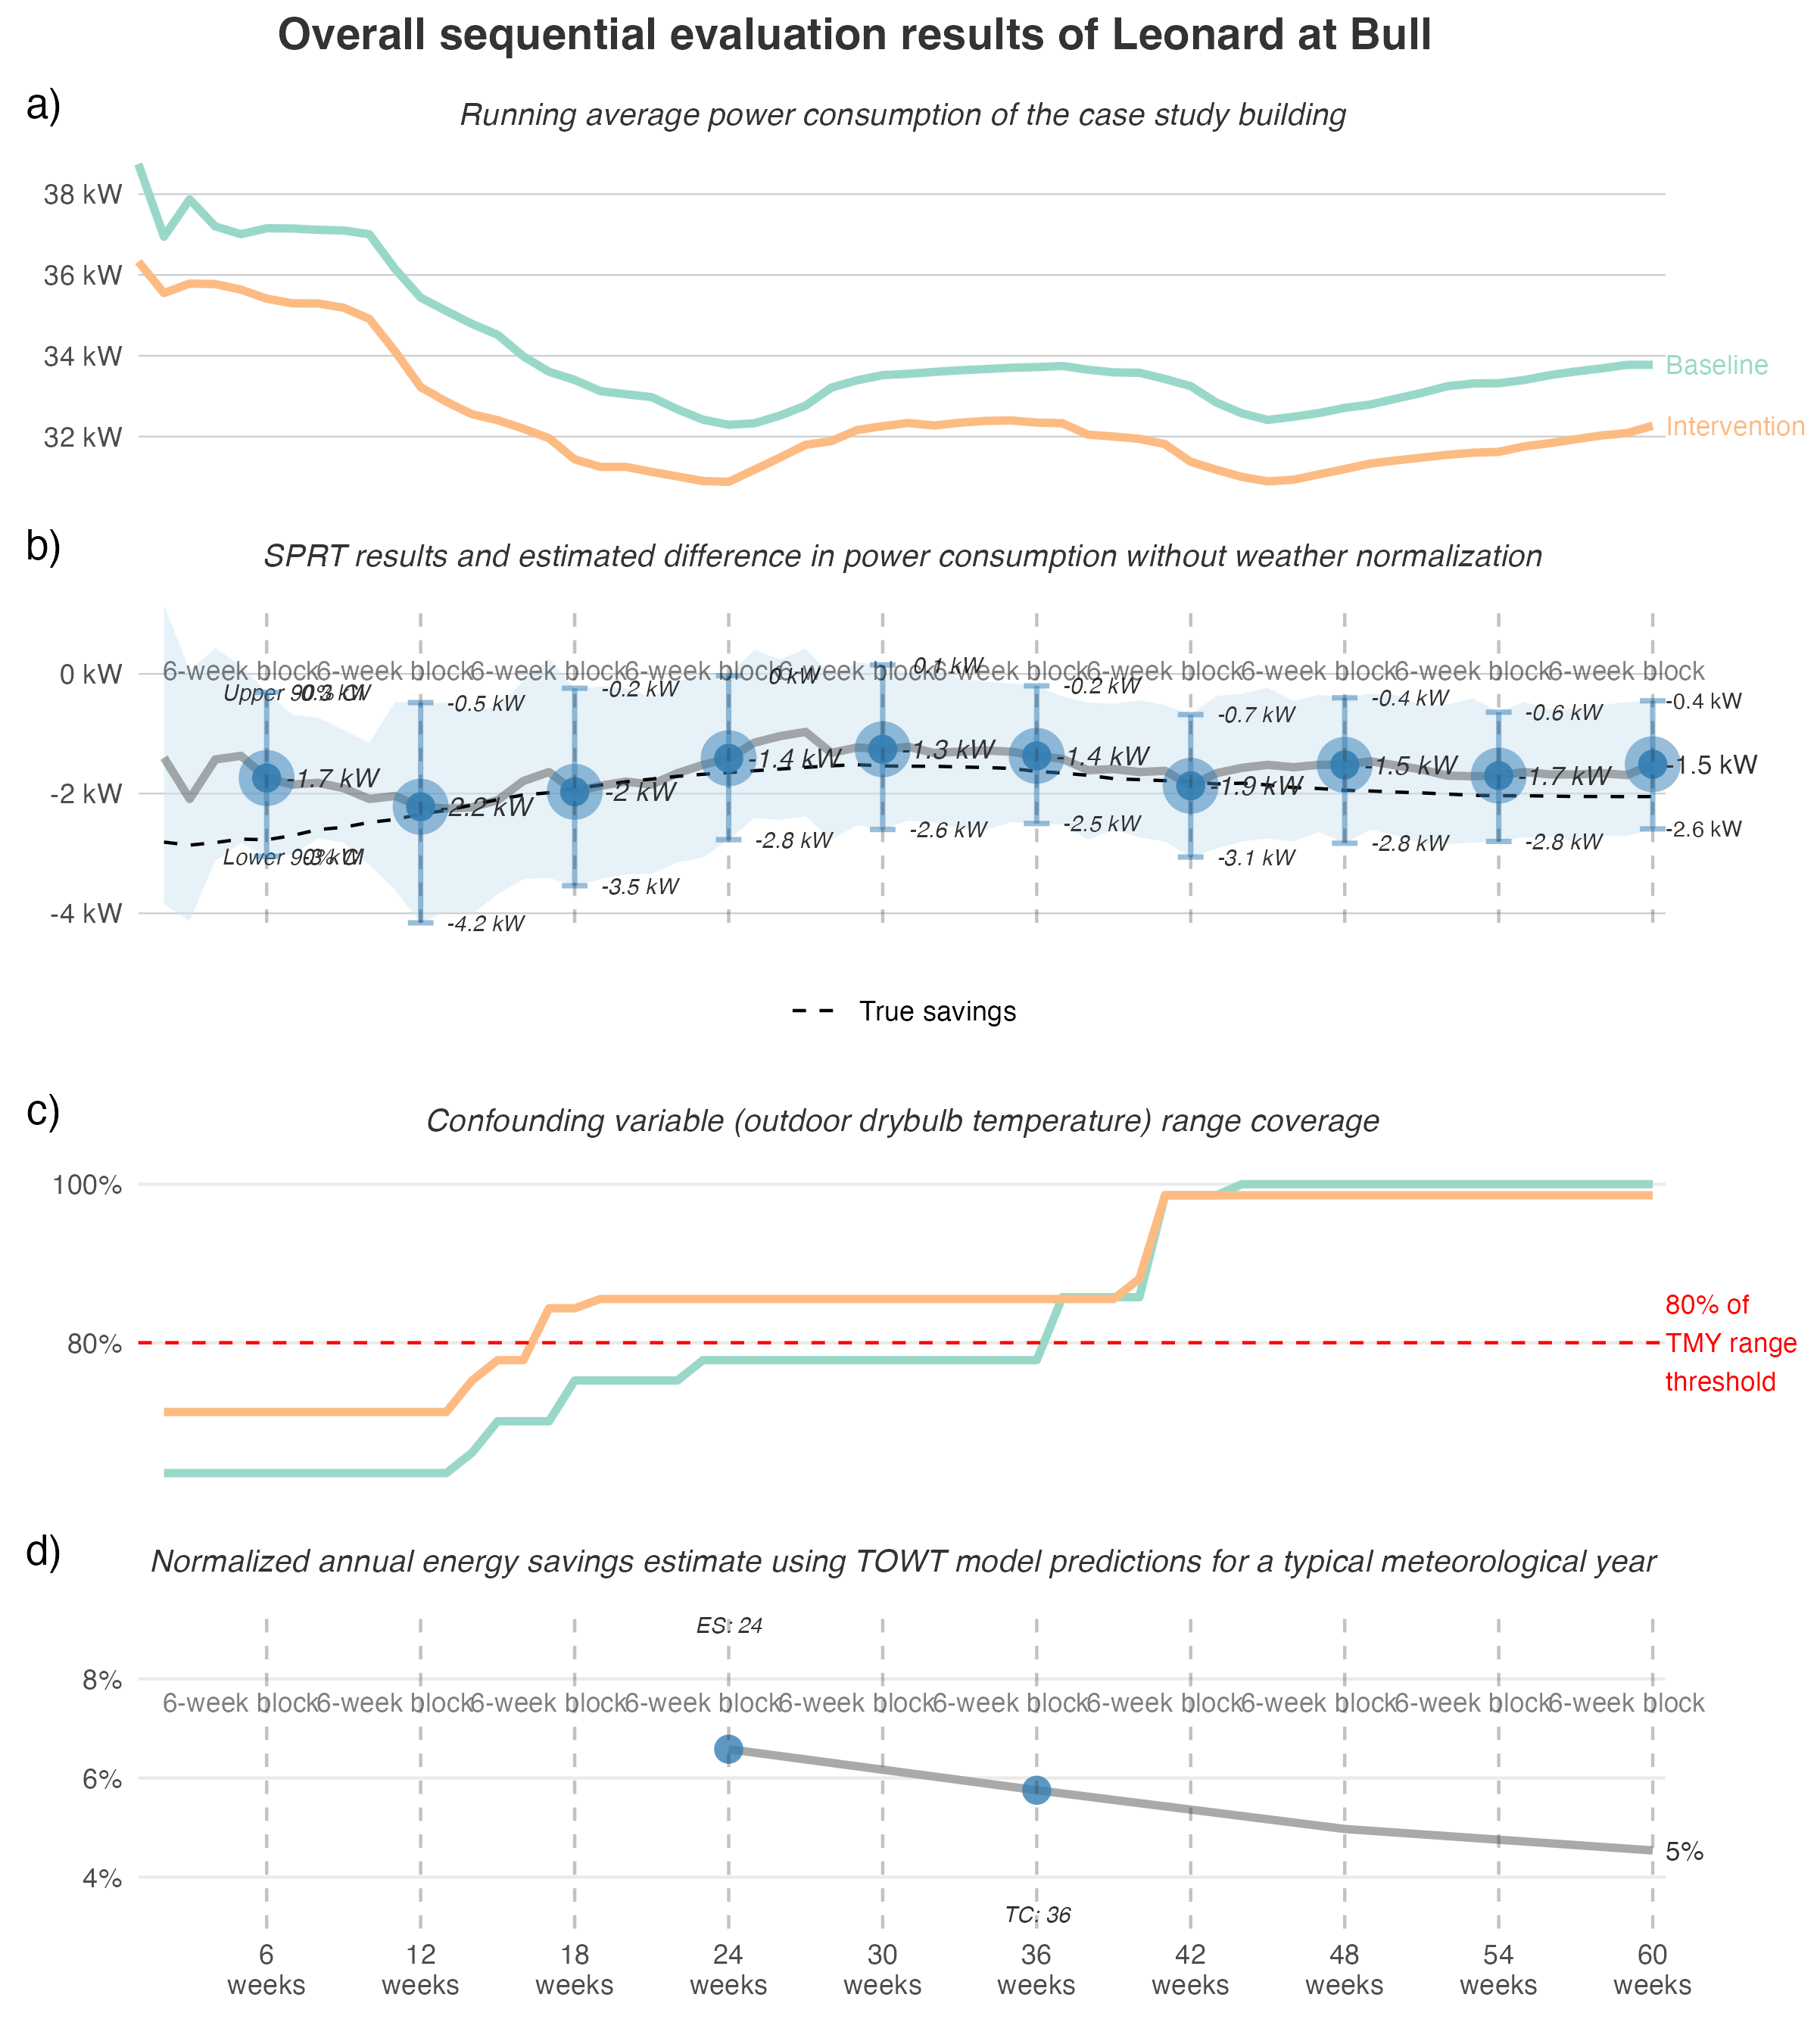 Overall sequential evaluation results of Leonard at Bull
a)
Running average power consumption of the case study building
38 kW
36 kW
34 kW
32 kW
Baseline
Intervention
b)
SPRT results and estimated difference in power consumption without weather normalization
0 kW
-2 kW
-4 kW
6-week block 6-week block 6-week block 6-week block 6-week block 6-week block 6-week block 6-week block 6-week block 6-week block
Upper 90% CI -0.3 kW
-0.5 kW
-0.2 kW
0 kW
0.1 kW
-0.2 kW
-0.7 kW
-0.4 kW
-0.6 kW
-0.4 kW
-1.7 kW
-2.2 kW
-2 kW
-1.4 kW
-1.3 kW
-1.4 kW
-1.9 kW
-1.5 kW
-1.7 kW
-1.5 kW
Lower 90% CI -3 kW
-4.2 kW
-3.5 kW
-2.8 kW
-2.6 kW
-2.5 kW
-3.1 kW
-2.8 kW
-2.8 kW
-2.6 kW
True savings
c)
Confounding variable (outdoor drybulb temperature) range coverage
100%
80%
80% of
TMY range
threshold
d)
Normalized annual energy savings estimate using TOWT model predictions for a typical meteorological year
ES: 24
8%
6%
4%
6-week block 6-week block 6-week block 6-week block 6-week block 6-week block 6-week block 6-week block 6-week block 6-week block
5%
TC: 36
6 weeks
12 weeks
18 weeks
24 weeks
30 weeks
36 weeks
42 weeks
48 weeks
54 weeks
60 weeks